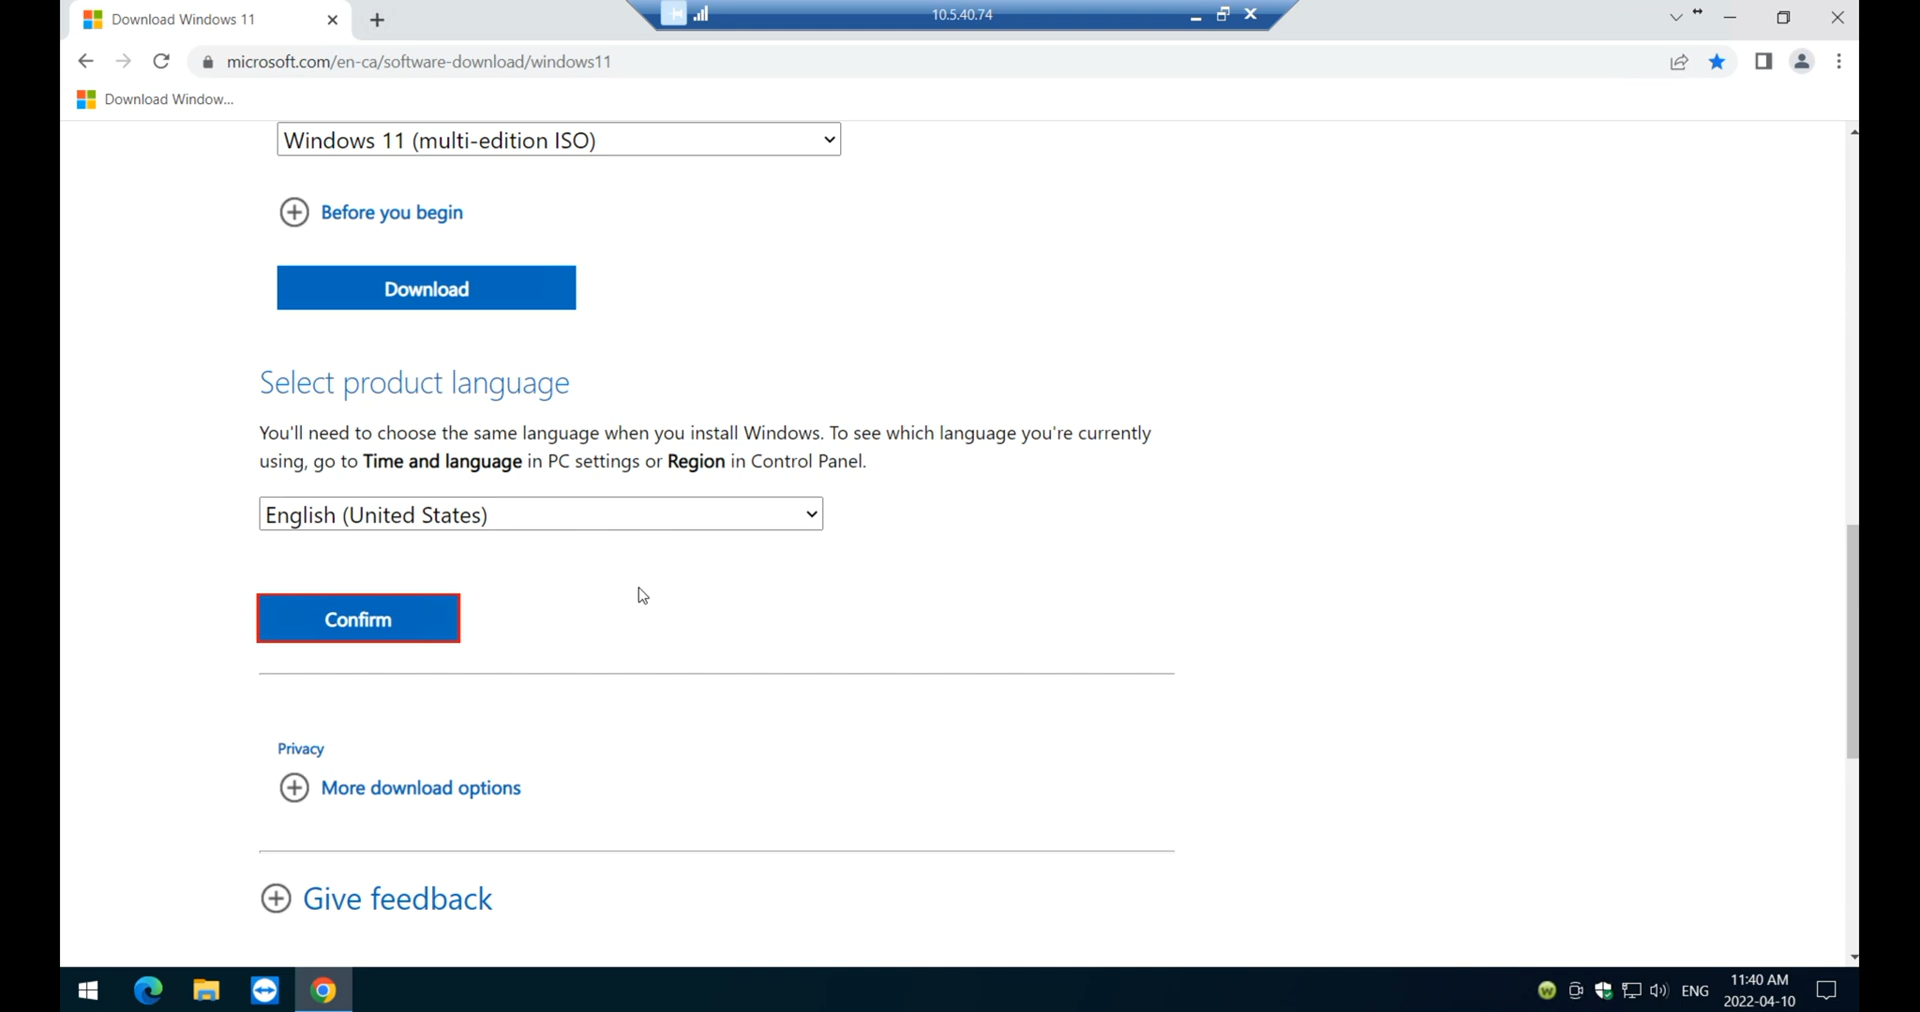 Download Windows 11
10.5.40.74
microsoft.com/en-ca/software-download/windows11
Download Window...
Windows 11 (multi-edition ISO)
Before you begin
Download
Select product language
You'll need to choose the same language when you install Windows. To see which language you're currently
using, go to Time and language in PC settings or Region in Control Panel.
English (United States)
Confirm
Privacy
More download options
Give feedback
W
ENG
11:40 AM
2022-04-10